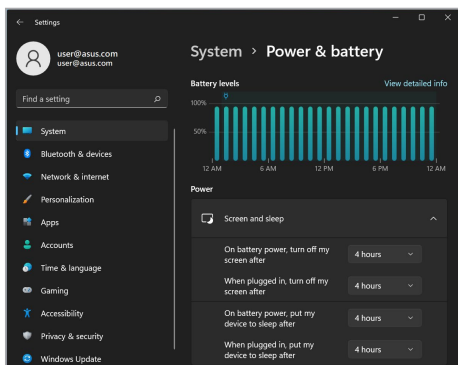 Settings
user@asus.com
user@asus.com
Find a setting
System
Bluetooth & devices
Network & internet
Personalization
Apps
Accounts
Time & language
Gaming
Accessibility
Privacy & security
Windows Update
System > Power & battery
Battery levels
View detailed info
100%
50%
12 AM 6 AM 12 PM 6 PM 12 AM
Power
Screen and sleep
On battery power, turn off my
screen after
4 hours
When plugged in, turn off my
screen after
4 hours
On battery power, put my
device to sleep after
4 hours
When plugged in, put my
device to sleep after
4 hours